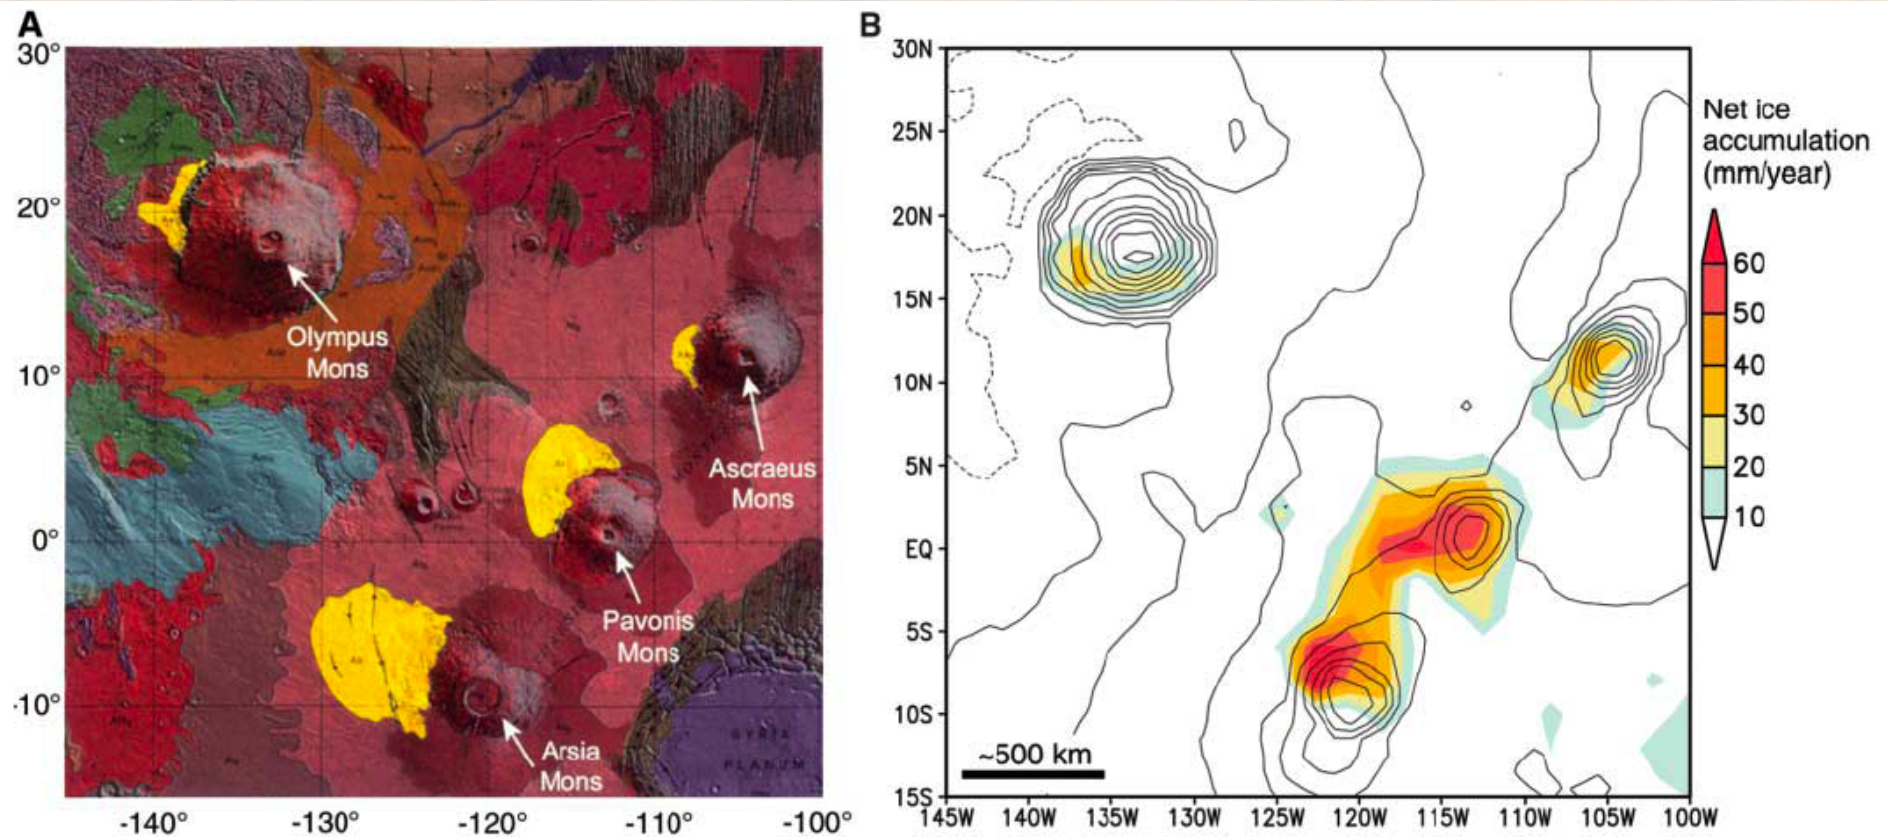 A
30°
20°
10°
0°
-10°
-140°
-130°
-120°
-110°
-100°
Olympus
Mons
Ascraeus
Mons
Pavonis
Mons
Arsia
Mons
SYRIA
PLANUM
B
30N
25N
20N
15N
10N
5N
EQ
5S
10S
15S
145W
140W
135W
130W
125W
120W
115W
110W
105W
100W
~500 km
Net ice
accumulation
(mm/year)
60
50
40
30
20
10